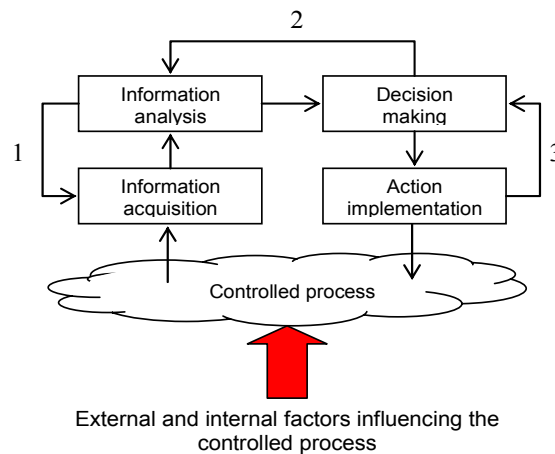 2
Information
analysis
Decision
making
1
3
Information
acquisition
Action
implementation
Controlled process
External and internal factors influencing the
controlled process